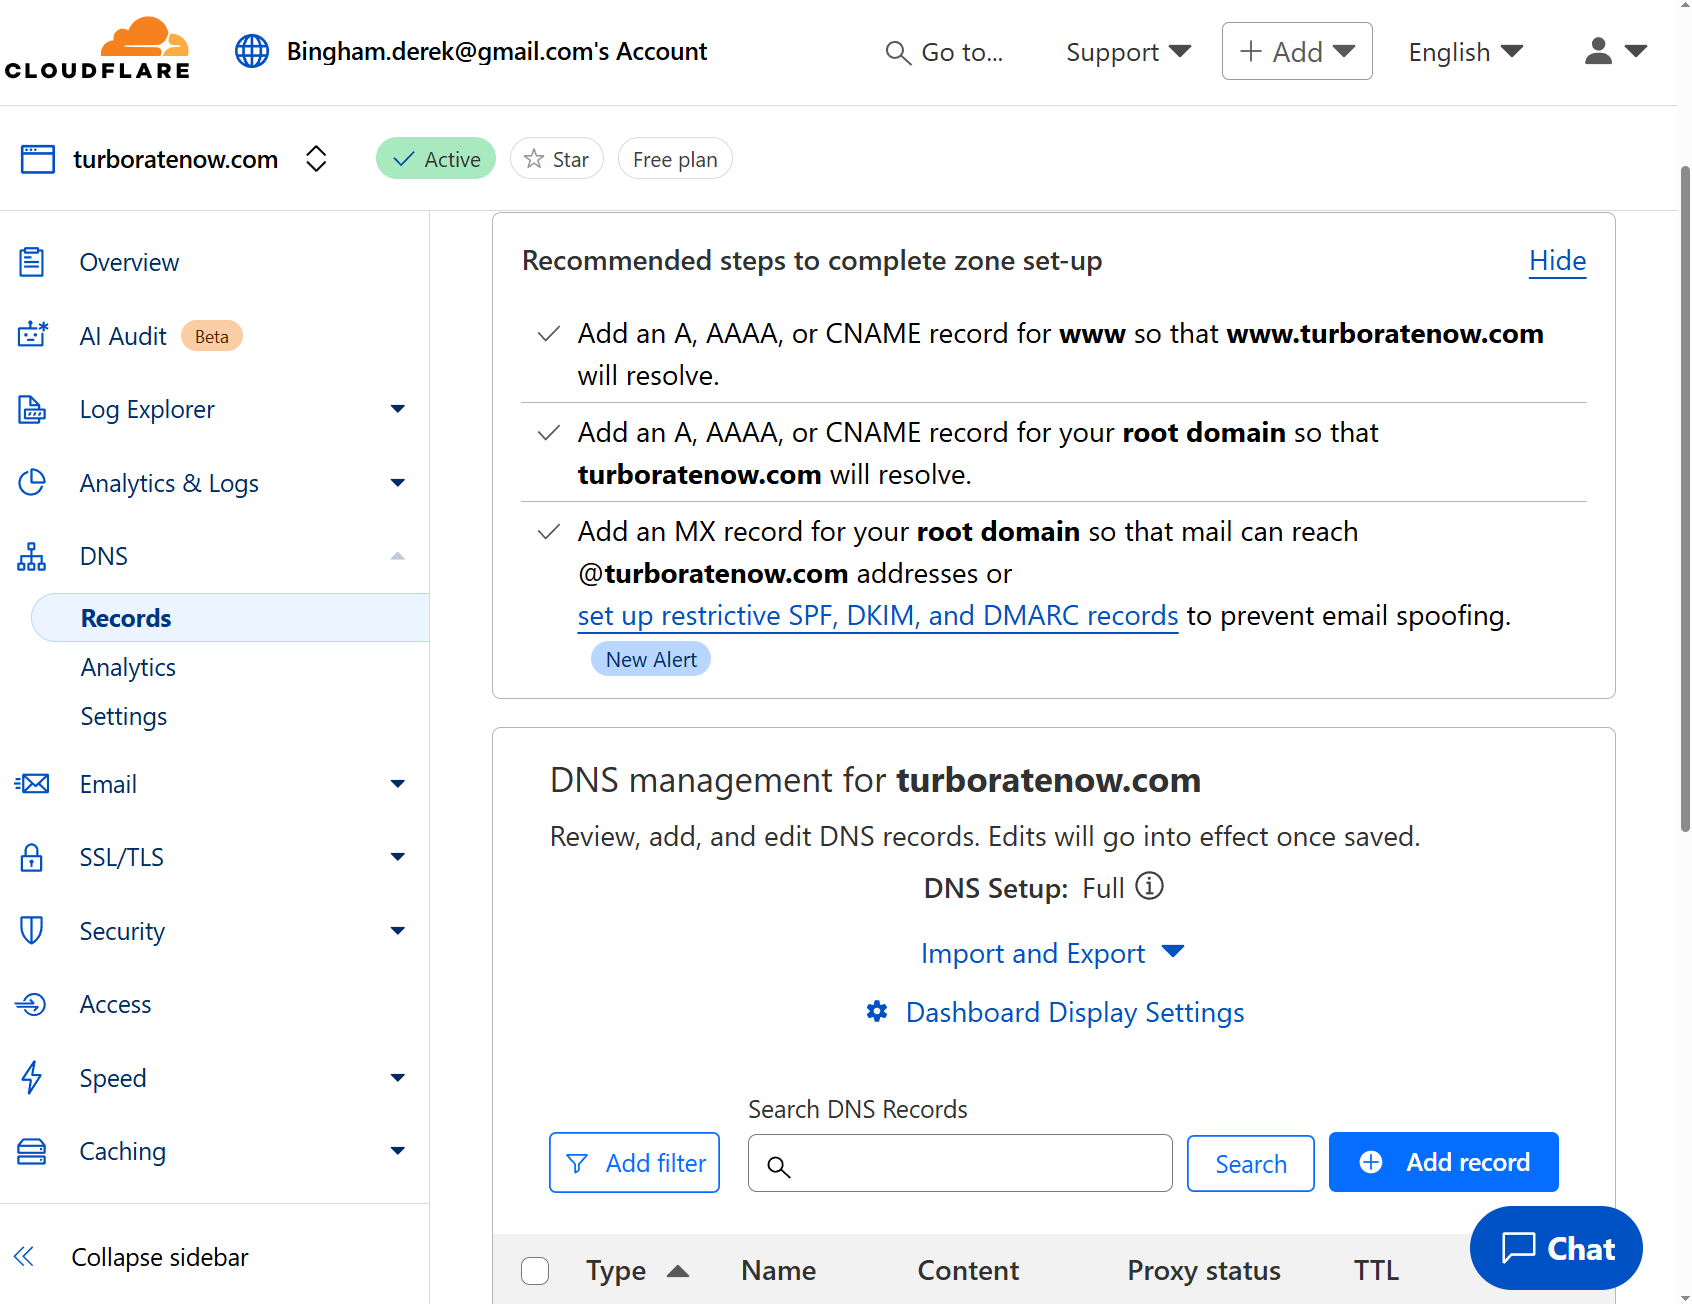 CLOUDFLARE
Bingham.derek@gmail.com's Account
Go to...
Support
Add
English
turboratenow.com
Active
Star
Free plan
Overview
AI Audit Beta
Log Explorer
Analytics & Logs
DNS
Records
Analytics
Settings
Email
SSL/TLS
Security
Access
Speed
Caching
Collapse sidebar
Recommended steps to complete zone set-up
Hide
Add an A, AAAA, or CNAME record for www so that www.turboratenow.com
will resolve.
Add an A, AAAA, or CNAME record for your root domain so that
turboratenow.com will resolve.
Add an MX record for your root domain so that mail can reach
@turboratenow.com addresses or
set up restrictive SPF, DKIM, and DMARC records to prevent email spoofing.
New Alert
DNS management for turboratenow.com
Review, add, and edit DNS records. Edits will go into effect once saved.
DNS Setup: Full
Import and Export
Dashboard Display Settings
Search DNS Records
Add filter
Search
Add record
Type Name Content Proxy status TTL
Chat